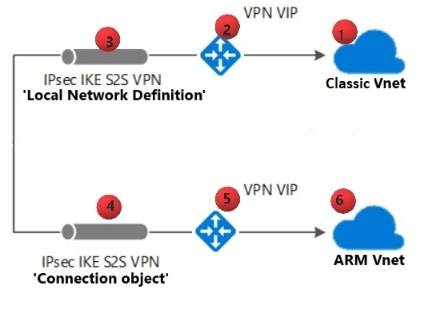 VPN VIP
3
2
1
IPsec IKE S2S VPN
'Local Network Definition'
Classic Vnet
4
5
VPN VIP
6
IPsec IKE S2S VPN
'Connection object'
ARM Vnet